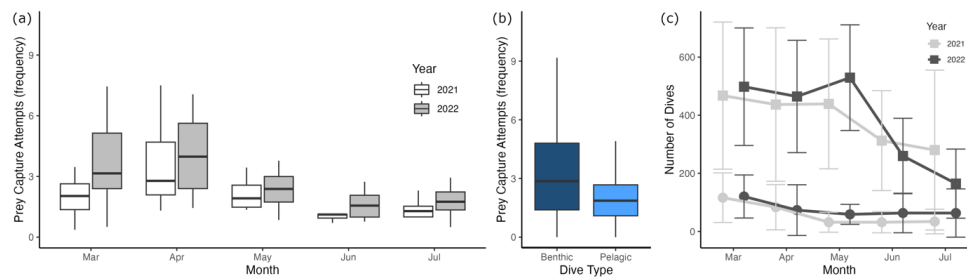 (a)
Prey Capture Attempts (frequency)
9
6
3
0
Mar
Apr
May
Jun
Jul
Month
Year
2021
2022
(b)
Prey Capture Attempts (frequency)
9
6
3
0
Benthic
Pelagic
Dive Type
(c)
Number of Dives
600
400
200
0
Mar
Apr
May
Jun
Jul
Month
Year
2021
2022